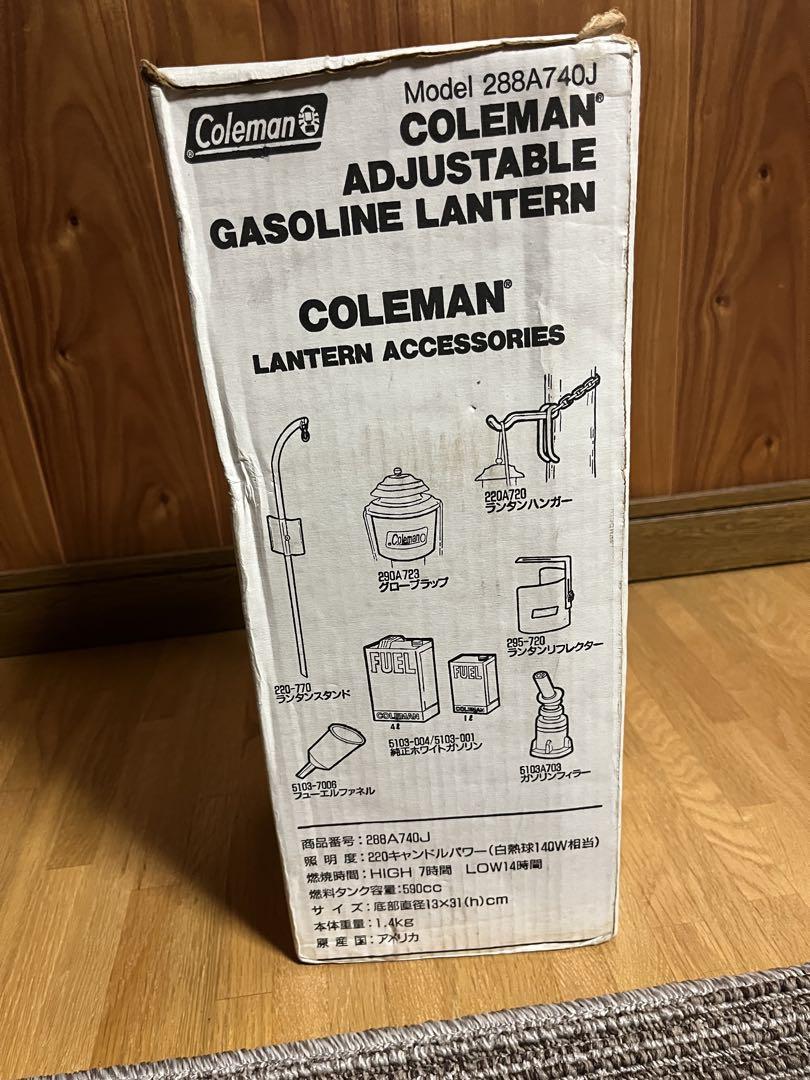 Coleman®
Model 288A740J
COLEMAN®
ADJUSTABLE
GASOLINE LANTERN
COLEMAN®
LANTERN ACCESSORIES
220A720
ランタンハンガー
Coleman
290A723
グローブラップ
295-720
ランタンリフレクター
220-770
ランタンスタンド
FUEL
COLEMAN
4ℓ
FUEL
COLEMAN
1ℓ
5103-004/5103-001
純正ホワイトガソリン
5103A703
ガソリンフィラー
5103-7006
フューエルファネル
商品番号:288A740J
照明度:220キャンドルパワー(白熱球140W相当)
燃焼時間:HIGH 7時間 LOW14時間
燃料タンク容量:590cc
サイズ:底部直径13×31(h)cm
本体重量:1.4kg
原産国:アメリカ